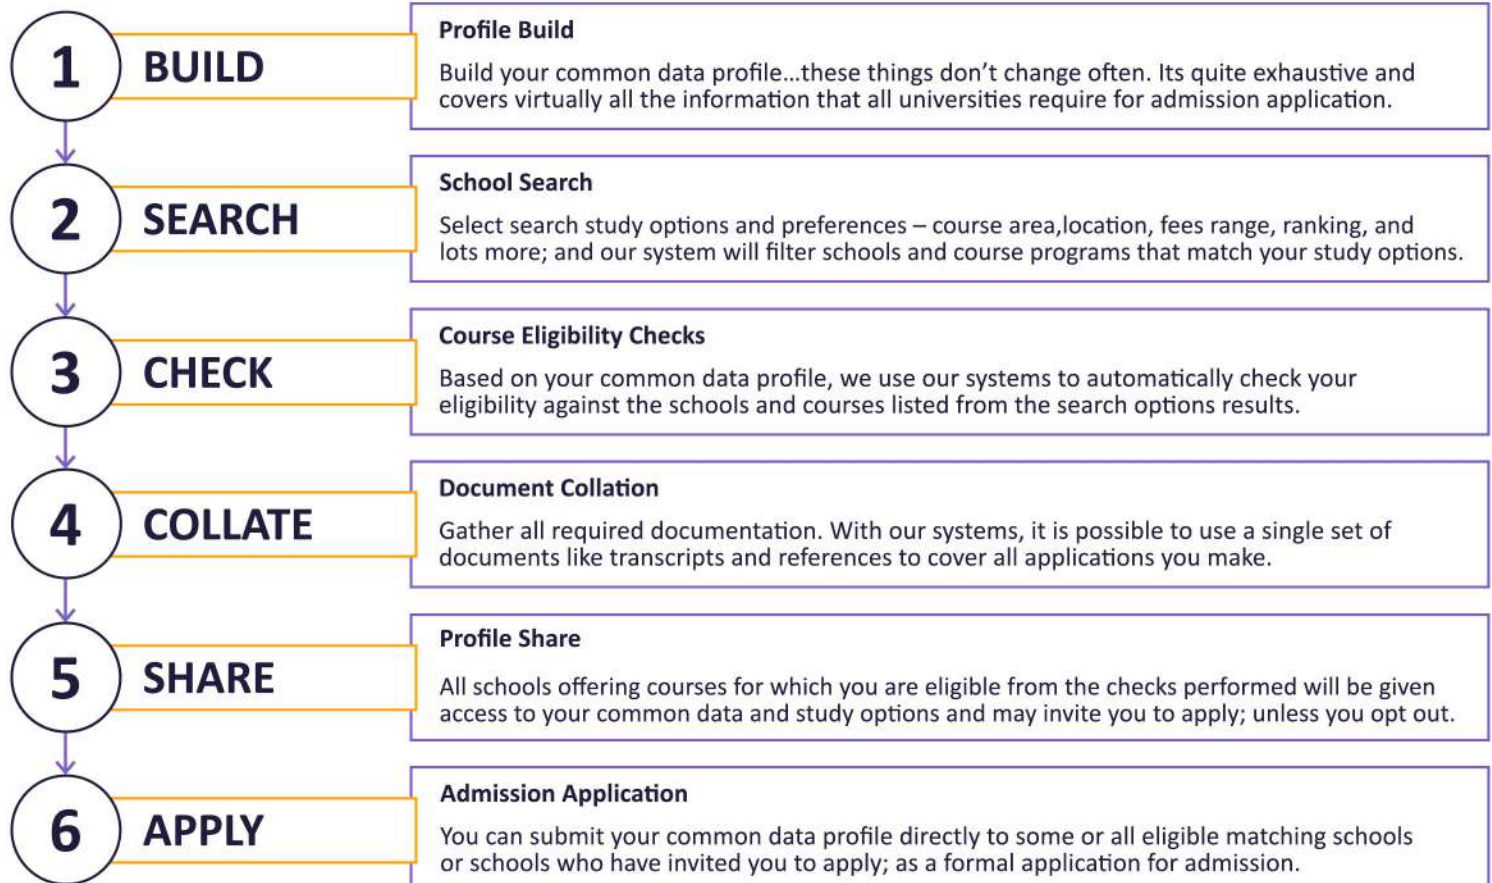 1
BUILD
Profile Build
Build your common data profile...these things don't change often. Its quite exhaustive and
covers virtually all the information that all universities require for admission application.
2
SEARCH
School Search
Select search study options and preferences – course area,location, fees range, ranking, and
lots more; and our system will filter schools and course programs that match your study options.
3
CHECK
Course Eligibility Checks
Based on your common data profile, we use our systems to automatically check your
eligibility against the schools and courses listed from the search options results.
4
COLLATE
Document Collation
Gather all required documentation. With our systems, it is possible to use a single set of
documents like transcripts and references to cover all applications you make.
5
SHARE
Profile Share
All schools offering courses for which you are eligible from the checks performed will be given
access to your common data and study options and may invite you to apply; unless you opt out.
6
APPLY
Admission Application
You can submit your common data profile directly to some or all eligible matching schools
or schools who have invited you to apply; as a formal application for admission.